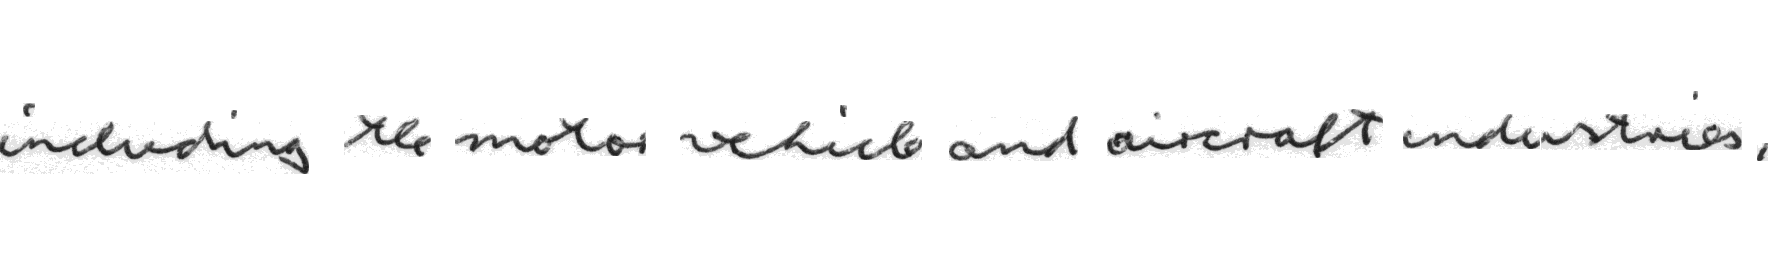 including the motor vehicle and aircraft industries,